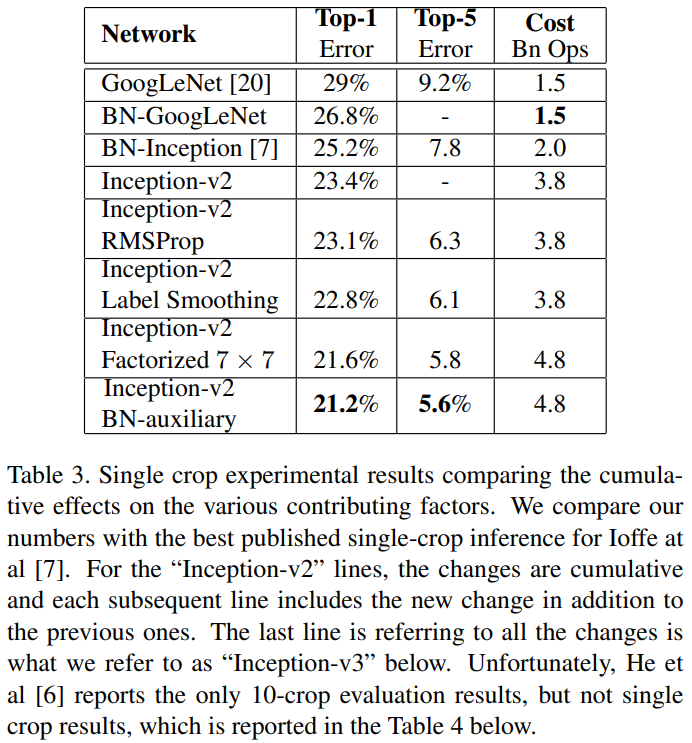 Network Top-1 Error Top-5 Error Cost Bn Ops
GoogLeNet [20] 29% 9.2% 1.5
BN-GoogLeNet 26.8% - 1.5
BN-Inception [7] 25.2% 7.8 2.0
Inception-v2 23.4% - 3.8
Inception-v2
RMSProp 23.1% 6.3 3.8
Inception-v2
Label Smoothing 22.8% 6.1 3.8
Inception-v2
Factorized 7 × 7 21.6% 5.8 4.8
Inception-v2
BN-auxiliary 21.2% 5.6% 4.8
Table 3. Single crop experimental results comparing the cumula-
tive effects on the various contributing factors. We compare our
numbers with the best published single-crop inference for Ioffe at
al [7]. For the “Inception-v2” lines, the changes are cumulative
and each subsequent line includes the new change in addition to
the previous ones. The last line is referring to all the changes is
what we refer to as “Inception-v3” below. Unfortunately, He et
al [6] reports the only 10-crop evaluation results, but not single
crop results, which is reported in the Table 4 below.